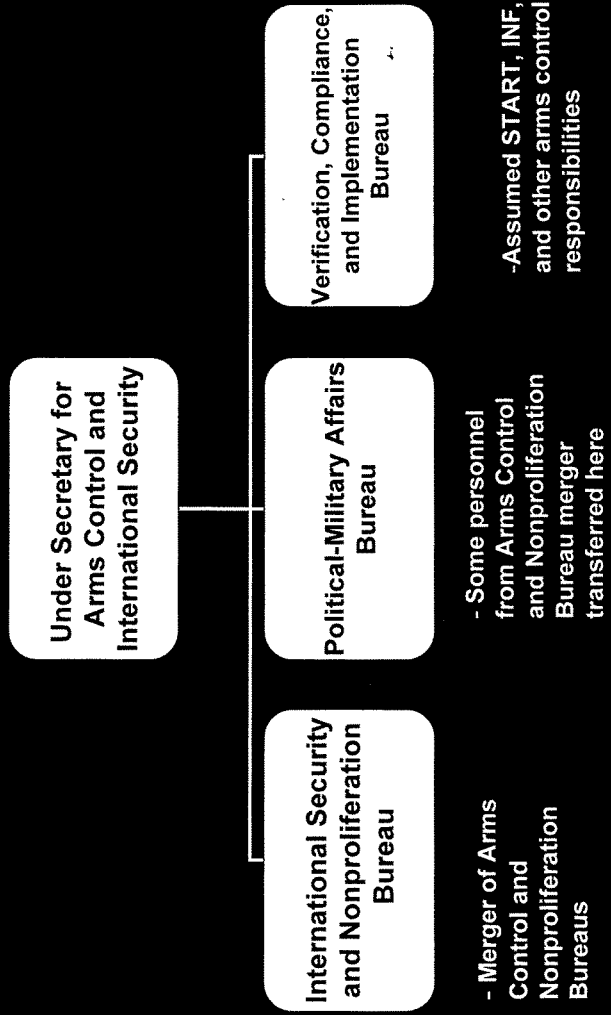 Under Secretary for
Arms Control and
International Security
International Security
and Nonproliferation
Bureau
Political-Military Affairs
Bureau
Verification, Compliance,
and Implementation
Bureau
- Merger of Arms
Control and
Nonproliferation
Bureaus
- Some personnel
from Arms Control
and Nonproliferation
Bureau merger
transferred here
-Assumed START, INF,
and other arms control
responsibilities